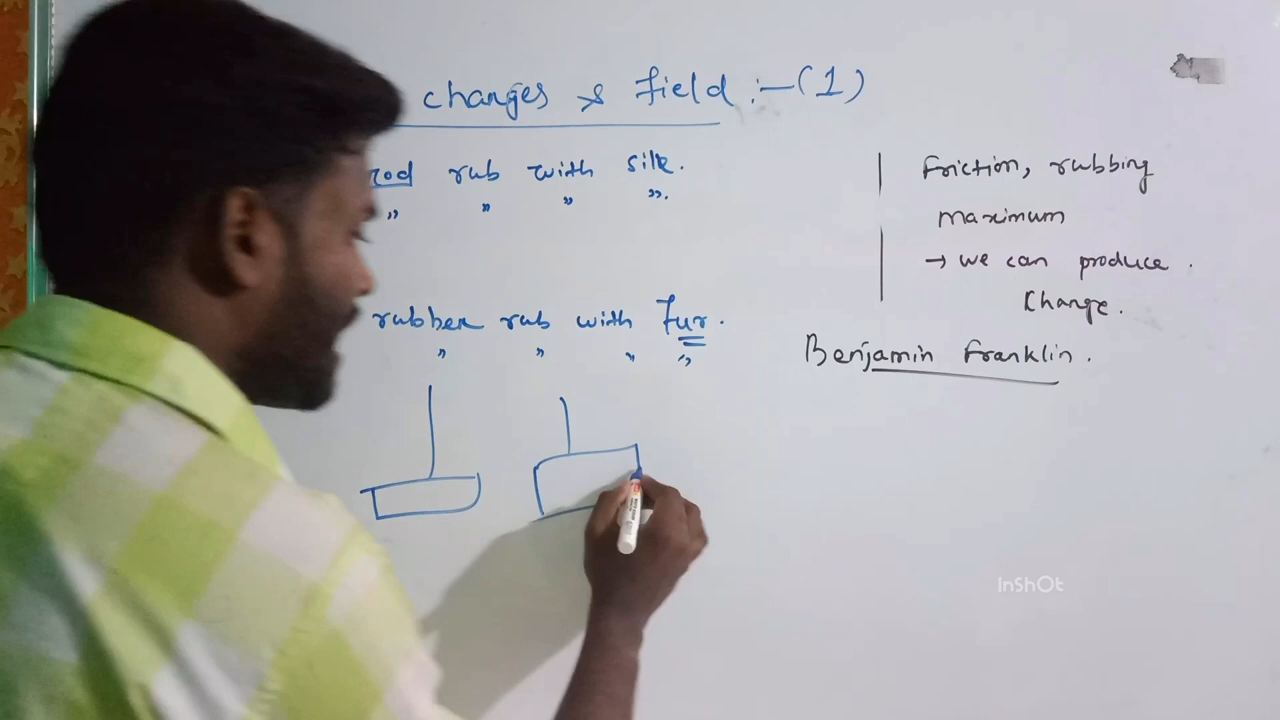 changes & field :- (1)
rod rub with silk.
" " " ".
rubber rub with fur.
" " " "
Friction, rubbing
maximum
→ we can produce.
Change.
Benjamin Franklin.
InShOt